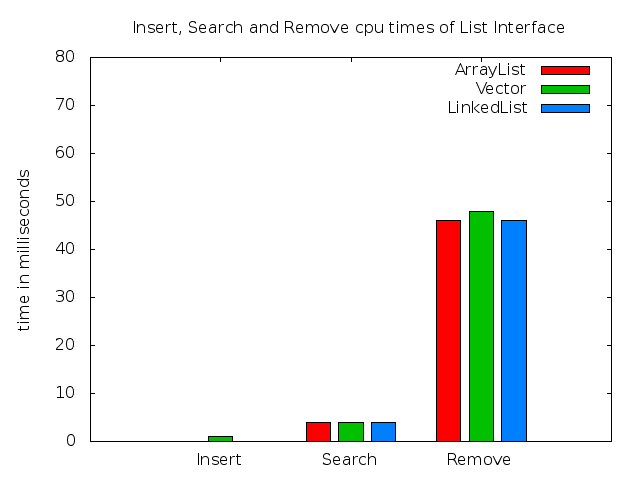 Insert, Search and Remove cpu times of List Interface
80
70
60
50
40
30
20
10
0
time in milliseconds
ArrayList
Vector
LinkedList
Insert
Search
Remove